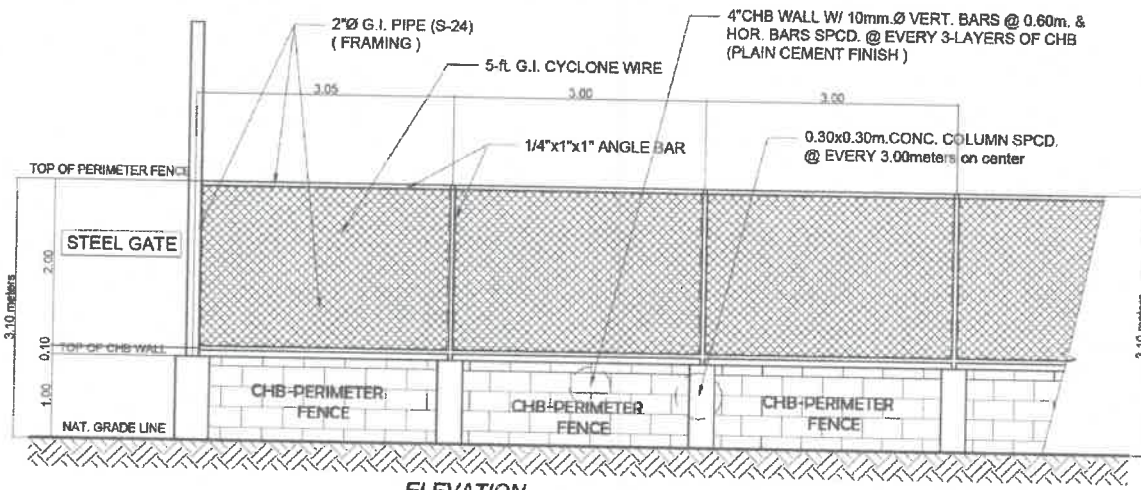 2"Ø G.I. PIPE (S-24)
( FRAMING )
4"CHB WALL W/ 10mm.Ø VERT. BARS @ 0.60m. &
HOR. BARS SPCD. @ EVERY 3-LAYERS OF CHB
(PLAIN CEMENT FINISH )
5-ft. G.I. CYCLONE WIRE
3.05
3.00
3.00
1/4"x1"x1" ANGLE BAR
0.30x0.30m.CONC. COLUMN SPCD.
@ EVERY 3.00meters on center
TOP OF PERIMETER FENCE
STEEL GATE
2.00
3.10 meters
3.10 meters
0.10
TOP OF CHB WALL
1.00
CHB-PERIMETER
FENCE
CHB-PERIMETER
FENCE
CHB-PERIMETER
FENCE
NAT. GRADE LINE
ELEVATION